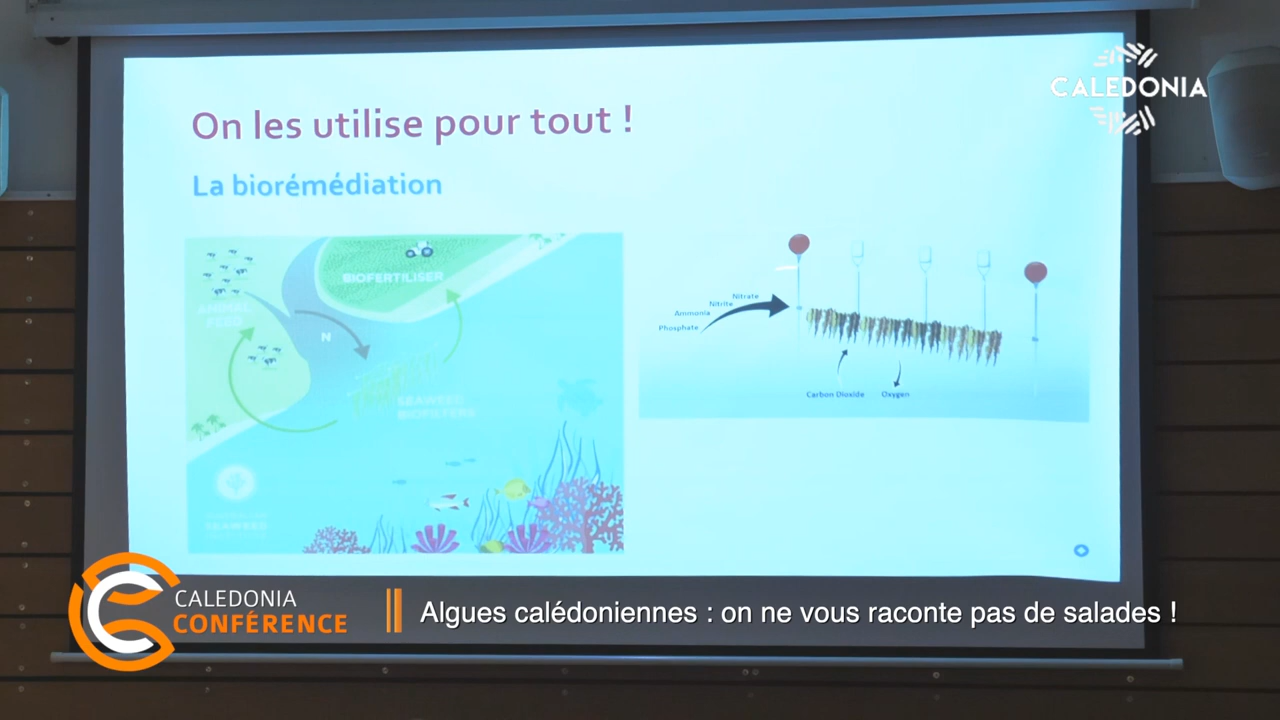 CALEDONIA
On les utilise pour tout !
La biorémédiation
BIOFERTILISER
ANIMAL
FEED
N
SEAWEED
BIOFILTERS
SEAWEED
Nitrate
Nitrite
Ammonia
Phosphate
Carbon Dioxide
Oxygen
CALEDONIA
CONFÉRENCE
Algues calédoniennes : on ne vous raconte pas de salades !